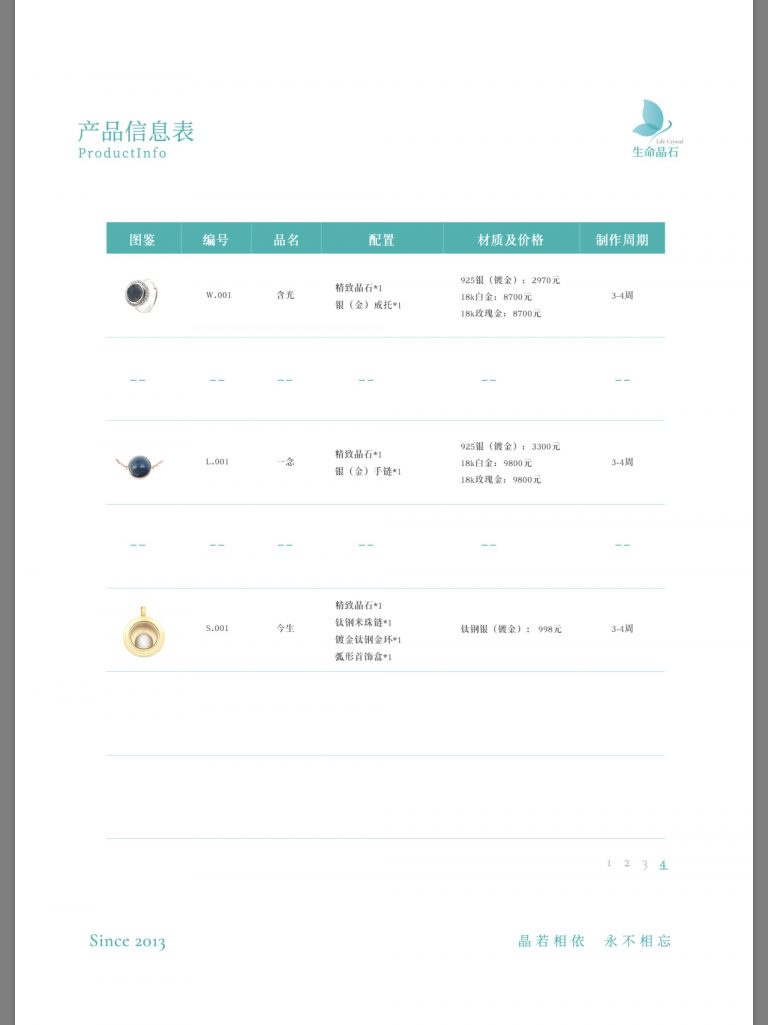 产品信息表
ProductInfo
Life Crystal
生命晶石
图鉴 编号 品名 配置 材质及价格 制作周期
W.001 含光 精致晶石*1 925银（镀金）：2970元 3-4周
银（金）戒托*1 18k白金：8700元
18k玫瑰金：8700元
-- -- -- -- -- --
L.001 一念 精致晶石*1 925银（镀金）：3300元 3-4周
银（金）手链*1 18k白金：9800元
18k玫瑰金：9800元
-- -- -- -- -- --
S.001 今生 精致晶石*1 钛钢银（镀金）： 998元 3-4周
钛钢米珠链*1
镀金钛钢金环*1
弧形首饰盒*1
1 2 3 4
Since 2013 晶若相依 永不相忘